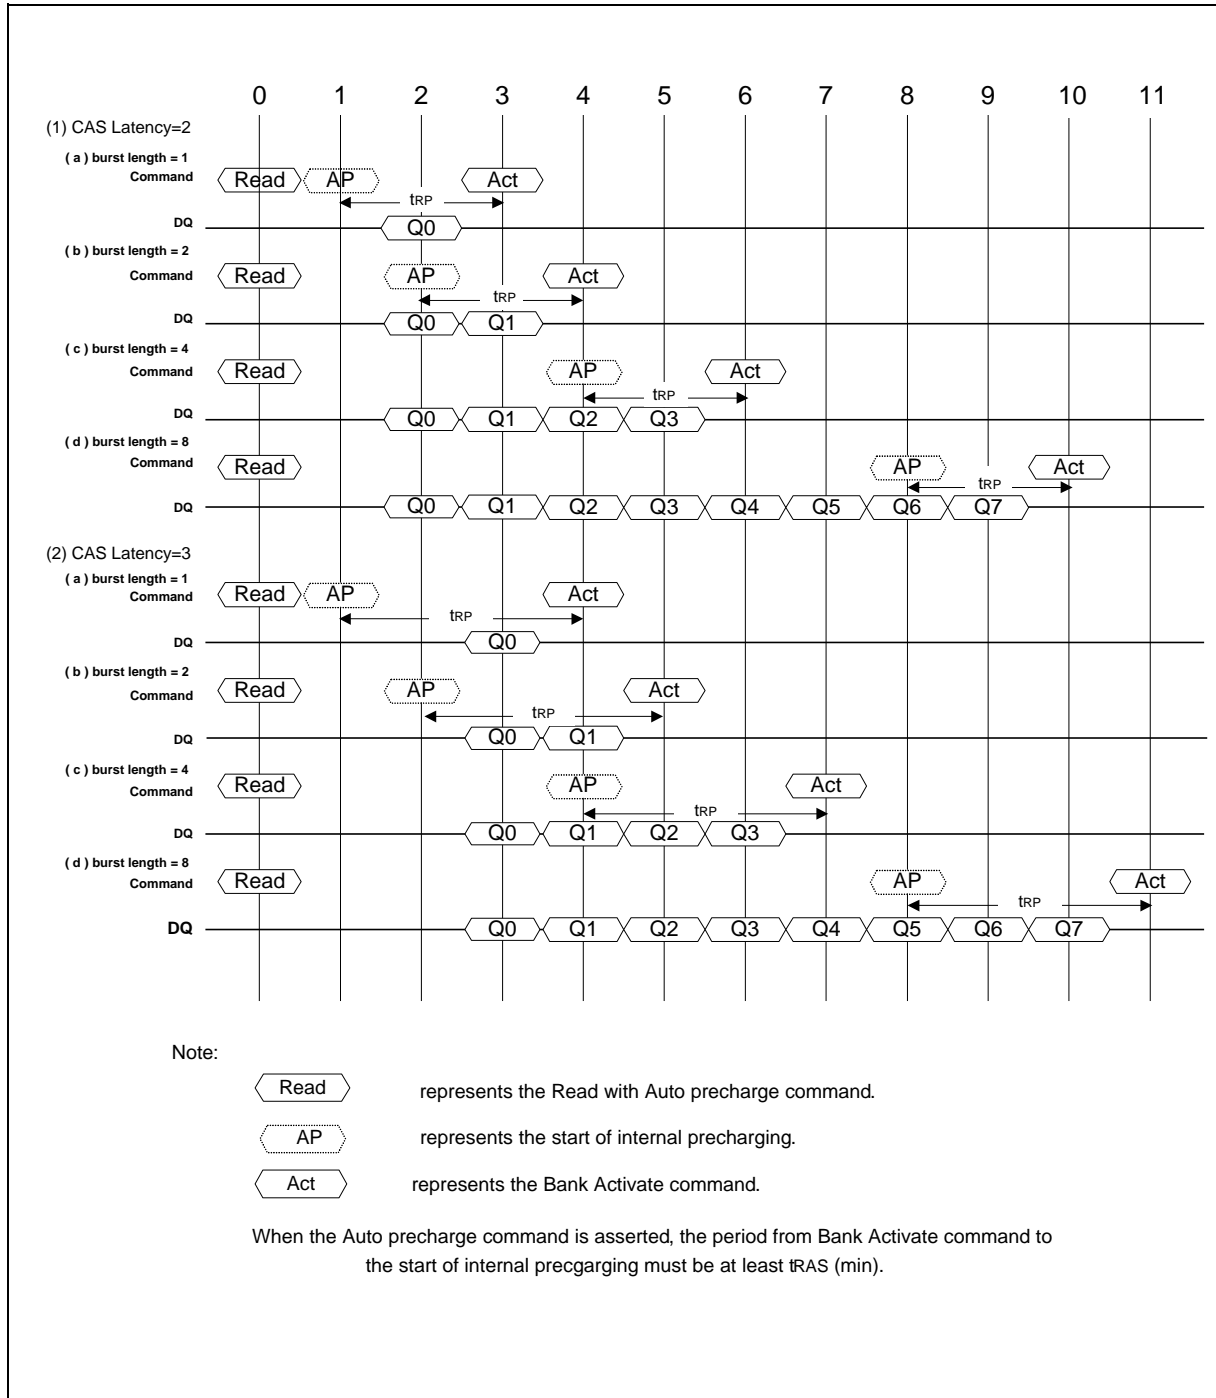 0 1 2 3 4 5 6 7 8 9 10 11
(1) CAS Latency=2
( a ) burst length = 1
Command Read AP Act
tRP
DQ Q0
( b ) burst length = 2
Command Read AP Act
tRP
DQ Q0 Q1
( c ) burst length = 4
Command Read AP Act
tRP
DQ Q0 Q1 Q2 Q3
( d ) burst length = 8
Command Read AP Act
tRP
DQ Q0 Q1 Q2 Q3 Q4 Q5 Q6 Q7
(2) CAS Latency=3
( a ) burst length = 1
Command Read AP Act
tRP
DQ Q0
( b ) burst length = 2
Command Read AP Act
tRP
DQ Q0 Q1
( c ) burst length = 4
Command Read AP Act
tRP
DQ Q0 Q1 Q2 Q3
( d ) burst length = 8
Command Read AP Act
tRP
DQ Q0 Q1 Q2 Q3 Q4 Q5 Q6 Q7
Note:
Read represents the Read with Auto precharge command.
AP represents the start of internal precharging.
Act represents the Bank Activate command.
When the Auto precharge command is asserted, the period from Bank Activate command to
the start of internal precgarging must be at least tRAS (min).